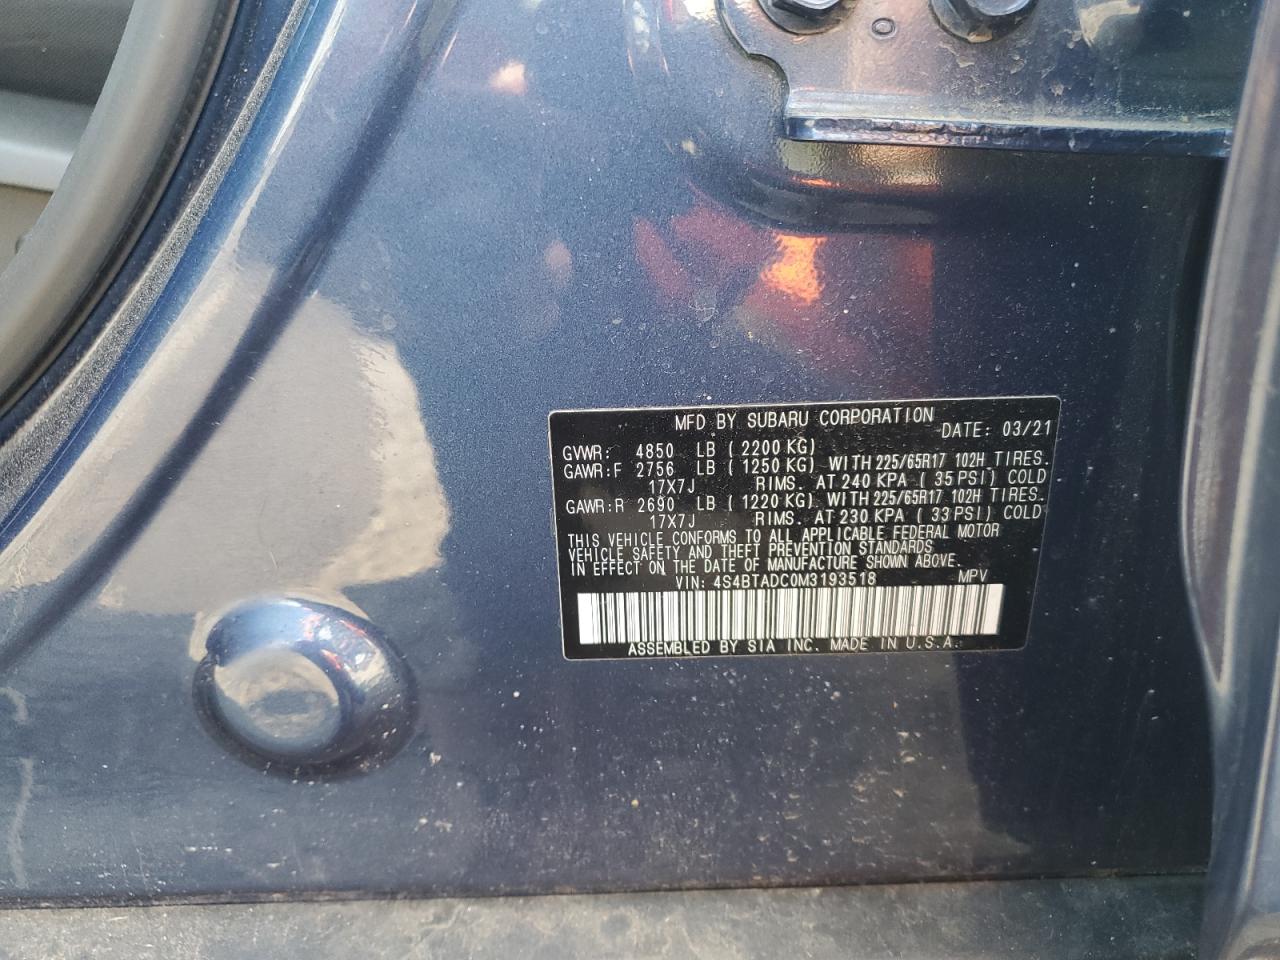 MFD BY SUBARU CORPORATION
DATE: 03/21
GVWR: 4850 LB (2200 KG)
GAWR:F 2756 LB (1250 KG) WITH 225/65R17 102H TIRES.
17X7J RIMS. AT 240 KPA (35 PSI) COLD
GAWR:R 2690 LB (1220 KG) WITH 225/65R17 102H TIRES.
17X7J RIMS. AT 230 KPA (33 PSI) COLD
THIS VEHICLE CONFORMS TO ALL APPLICABLE FEDERAL MOTOR
VEHICLE SAFETY AND THEFT PREVENTION STANDARDS
IN EFFECT ON THE DATE OF MANUFACTURE SHOWN ABOVE.
VIN: 4S4BTADC0M3193518 MPV
ASSEMBLED BY SIA INC. MADE IN U.S.A.